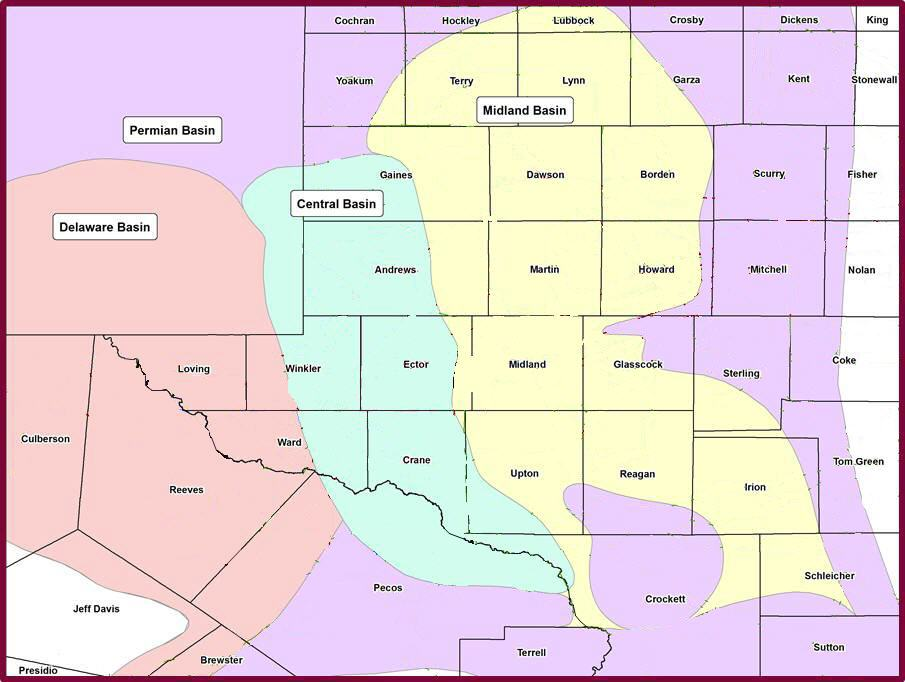 Cochran
Hockley
Lubbock
Crosby
Dickens
King
Yoakum
Terry
Lynn
Garza
Kent
Stonewall
Midland Basin
Permian Basin
Gaines
Dawson
Borden
Scurry
Fisher
Central Basin
Delaware Basin
Andrews
Martin
Howard
Mitchell
Nolan
Loving
Winkler
Ector
Midland
Glasscock
Sterling
Coke
Culberson
Ward
Crane
Upton
Reagan
Irion
Tom Green
Reeves
Pecos
Crockett
Schleicher
Jeff Davis
Brewster
Terrell
Sutton
Presidio